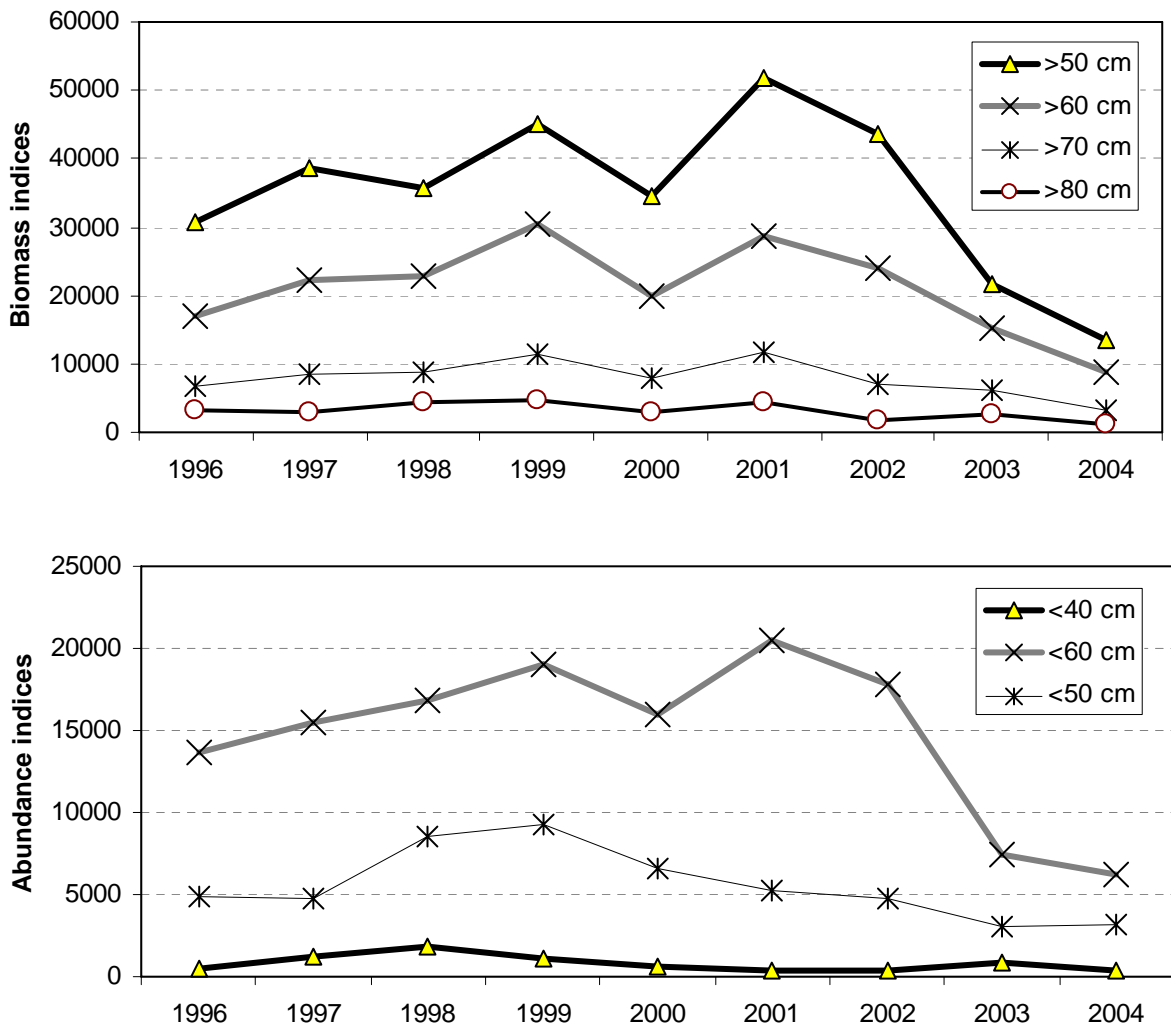 60000
50000
40000
30000
20000
10000
0
Biomass indices
>50 cm
>60 cm
>70 cm
>80 cm
1996 1997 1998 1999 2000 2001 2002 2003 2004
25000
20000
15000
10000
5000
0
Abundance indices
<40 cm
<60 cm
<50 cm
1996 1997 1998 1999 2000 2001 2002 2003 2004